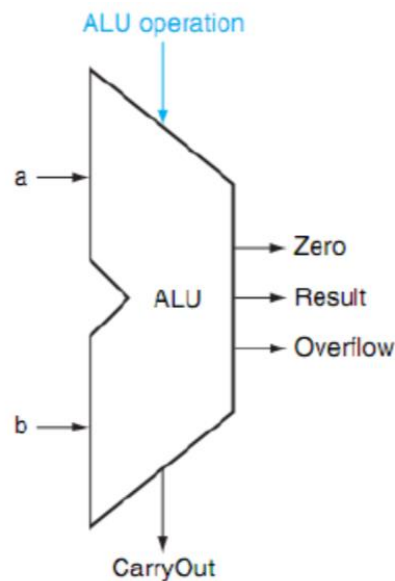 ALU operation
a
Zero
ALU
Result
Overflow
b
CarryOut